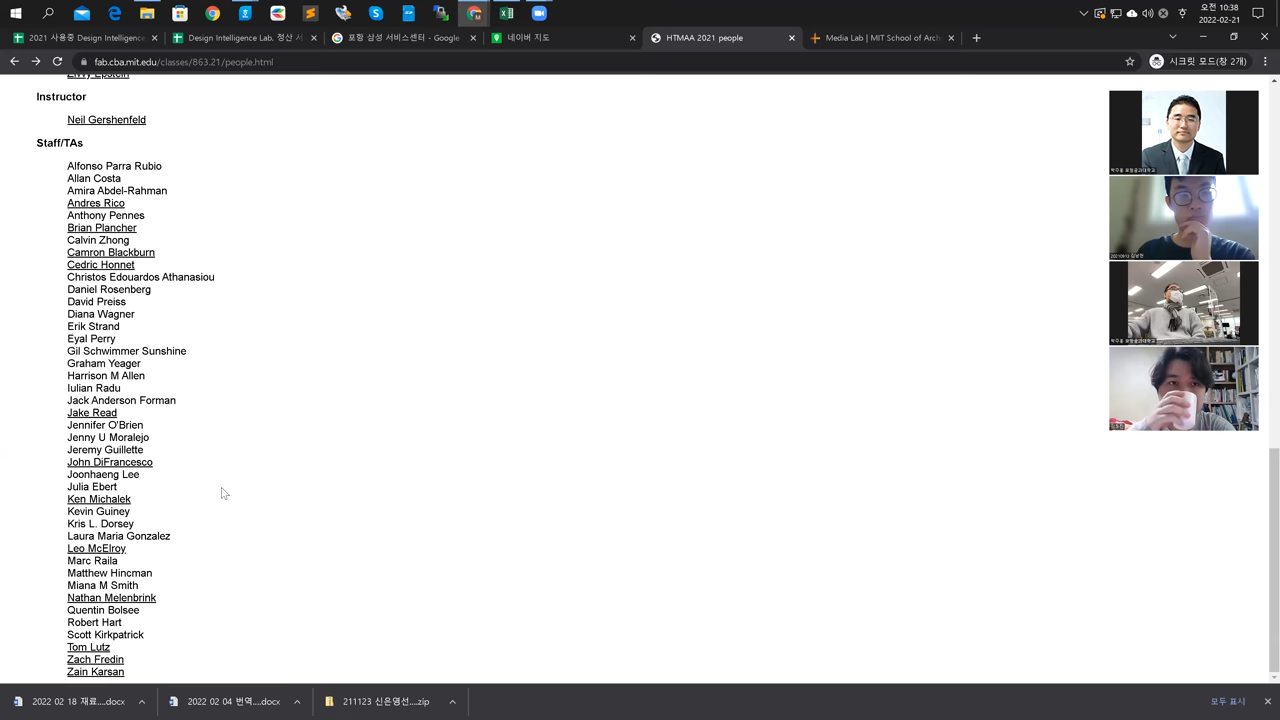 오전 10:38
2022-02-21
2021 사용중 Design Intelligence
Design Intelligence Lab. 정산 시
포항 삼성 서비스센터 - Google
네이버 지도
HTMAA 2021 people
Media Lab | MIT School of Arch
fab.cba.mit.edu/classes/863.21/people.html
시크릿 모드(창 2개)
Zivvy Epstein
Instructor
Neil Gershenfeld
Staff/TAs
Alfonso Parra Rubio
Allan Costa
Amira Abdel-Rahman
Andres Rico
Anthony Pennes
Brian Plancher
Calvin Zhong
Camron Blackburn
Cedric Honnet
Christos Edouardos Athanasiou
Daniel Rosenberg
David Preiss
Diana Wagner
Erik Strand
Eyal Perry
Gil Schwimmer Sunshine
Graham Yeager
Harrison M Allen
Iulian Radu
Jack Anderson Forman
Jake Read
Jennifer O'Brien
Jenny U Moralejo
Jeremy Guillette
John DiFrancesco
Joonhaeng Lee
Julia Ebert
Ken Michalek
Kevin Guiney
Kris L. Dorsey
Laura Maria Gonzalez
Leo McElroy
Marc Raila
Matthew Hincman
Miana M Smith
Nathan Melenbrink
Quentin Bolsee
Robert Hart
Scott Kirkpatrick
Tom Lutz
Zach Fredin
Zain Karsan
2022 02 18 재료....docx
2022 02 04 번역....docx
211123 신은영선....zip
모두 표시